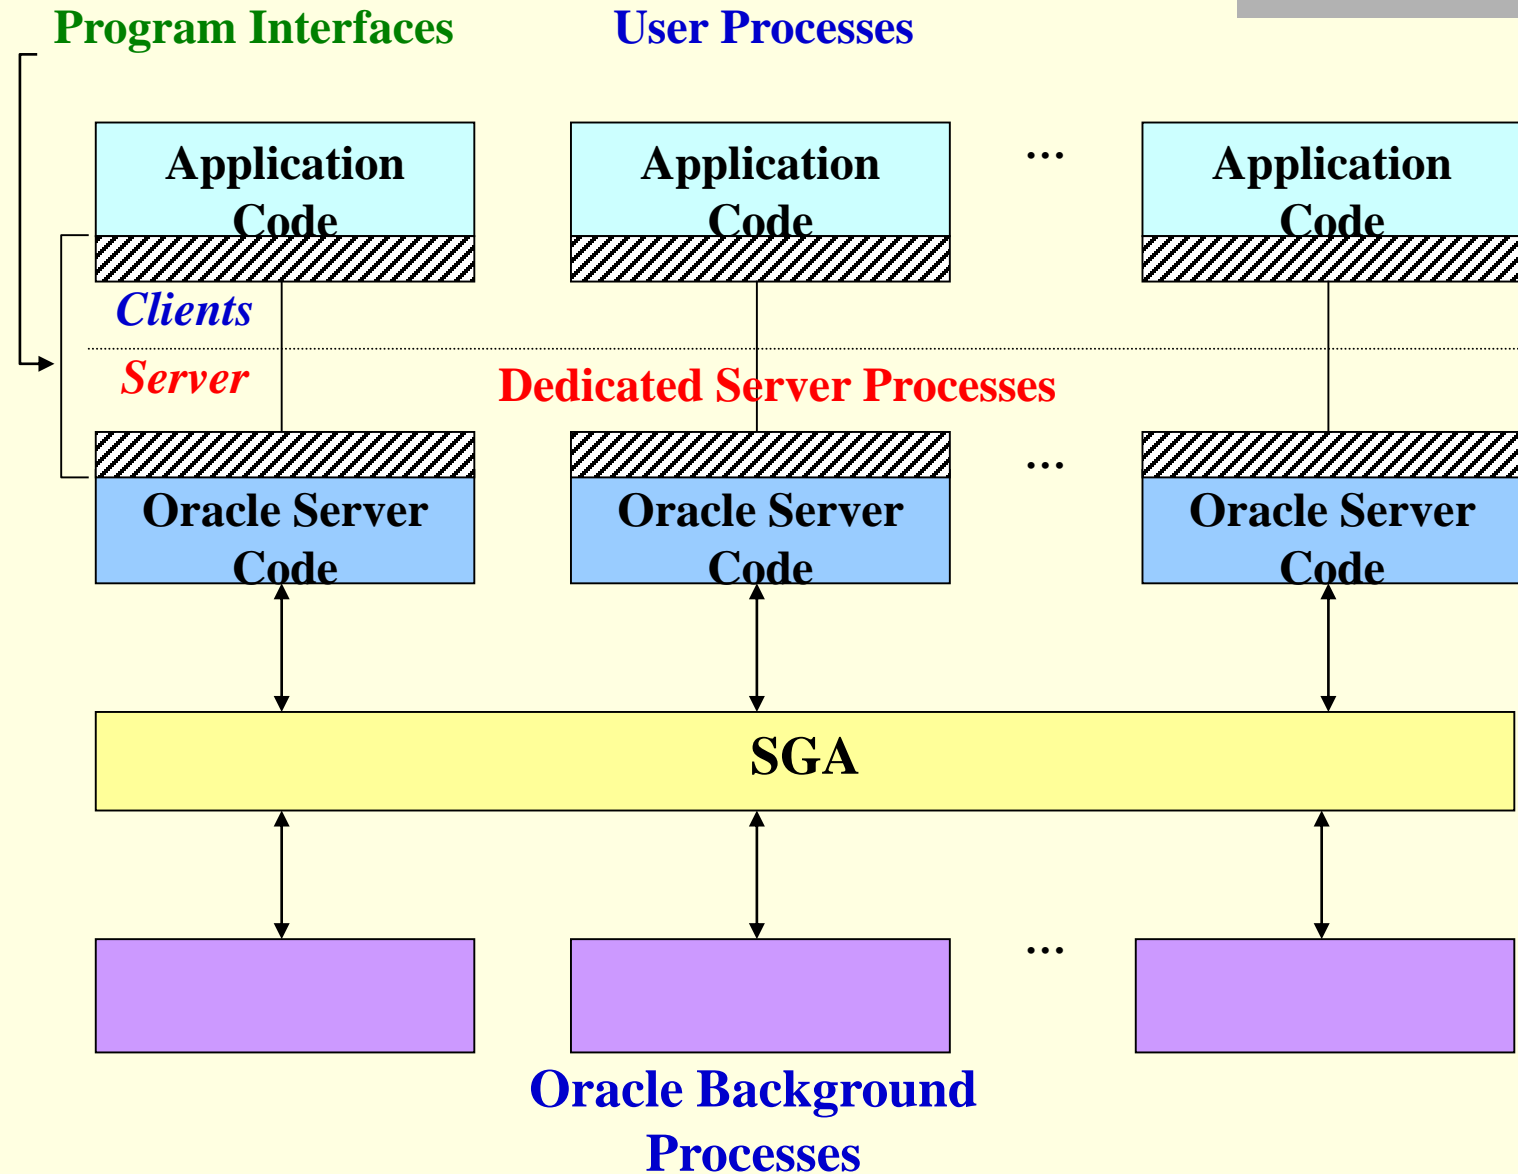 Program Interfaces
User Processes
Application
Code
Application
Code
...
Application
Code
Clients
Server
Dedicated Server Processes
Oracle Server
Code
Oracle Server
Code
...
Oracle Server
Code
SGA
...
Oracle Background
Processes